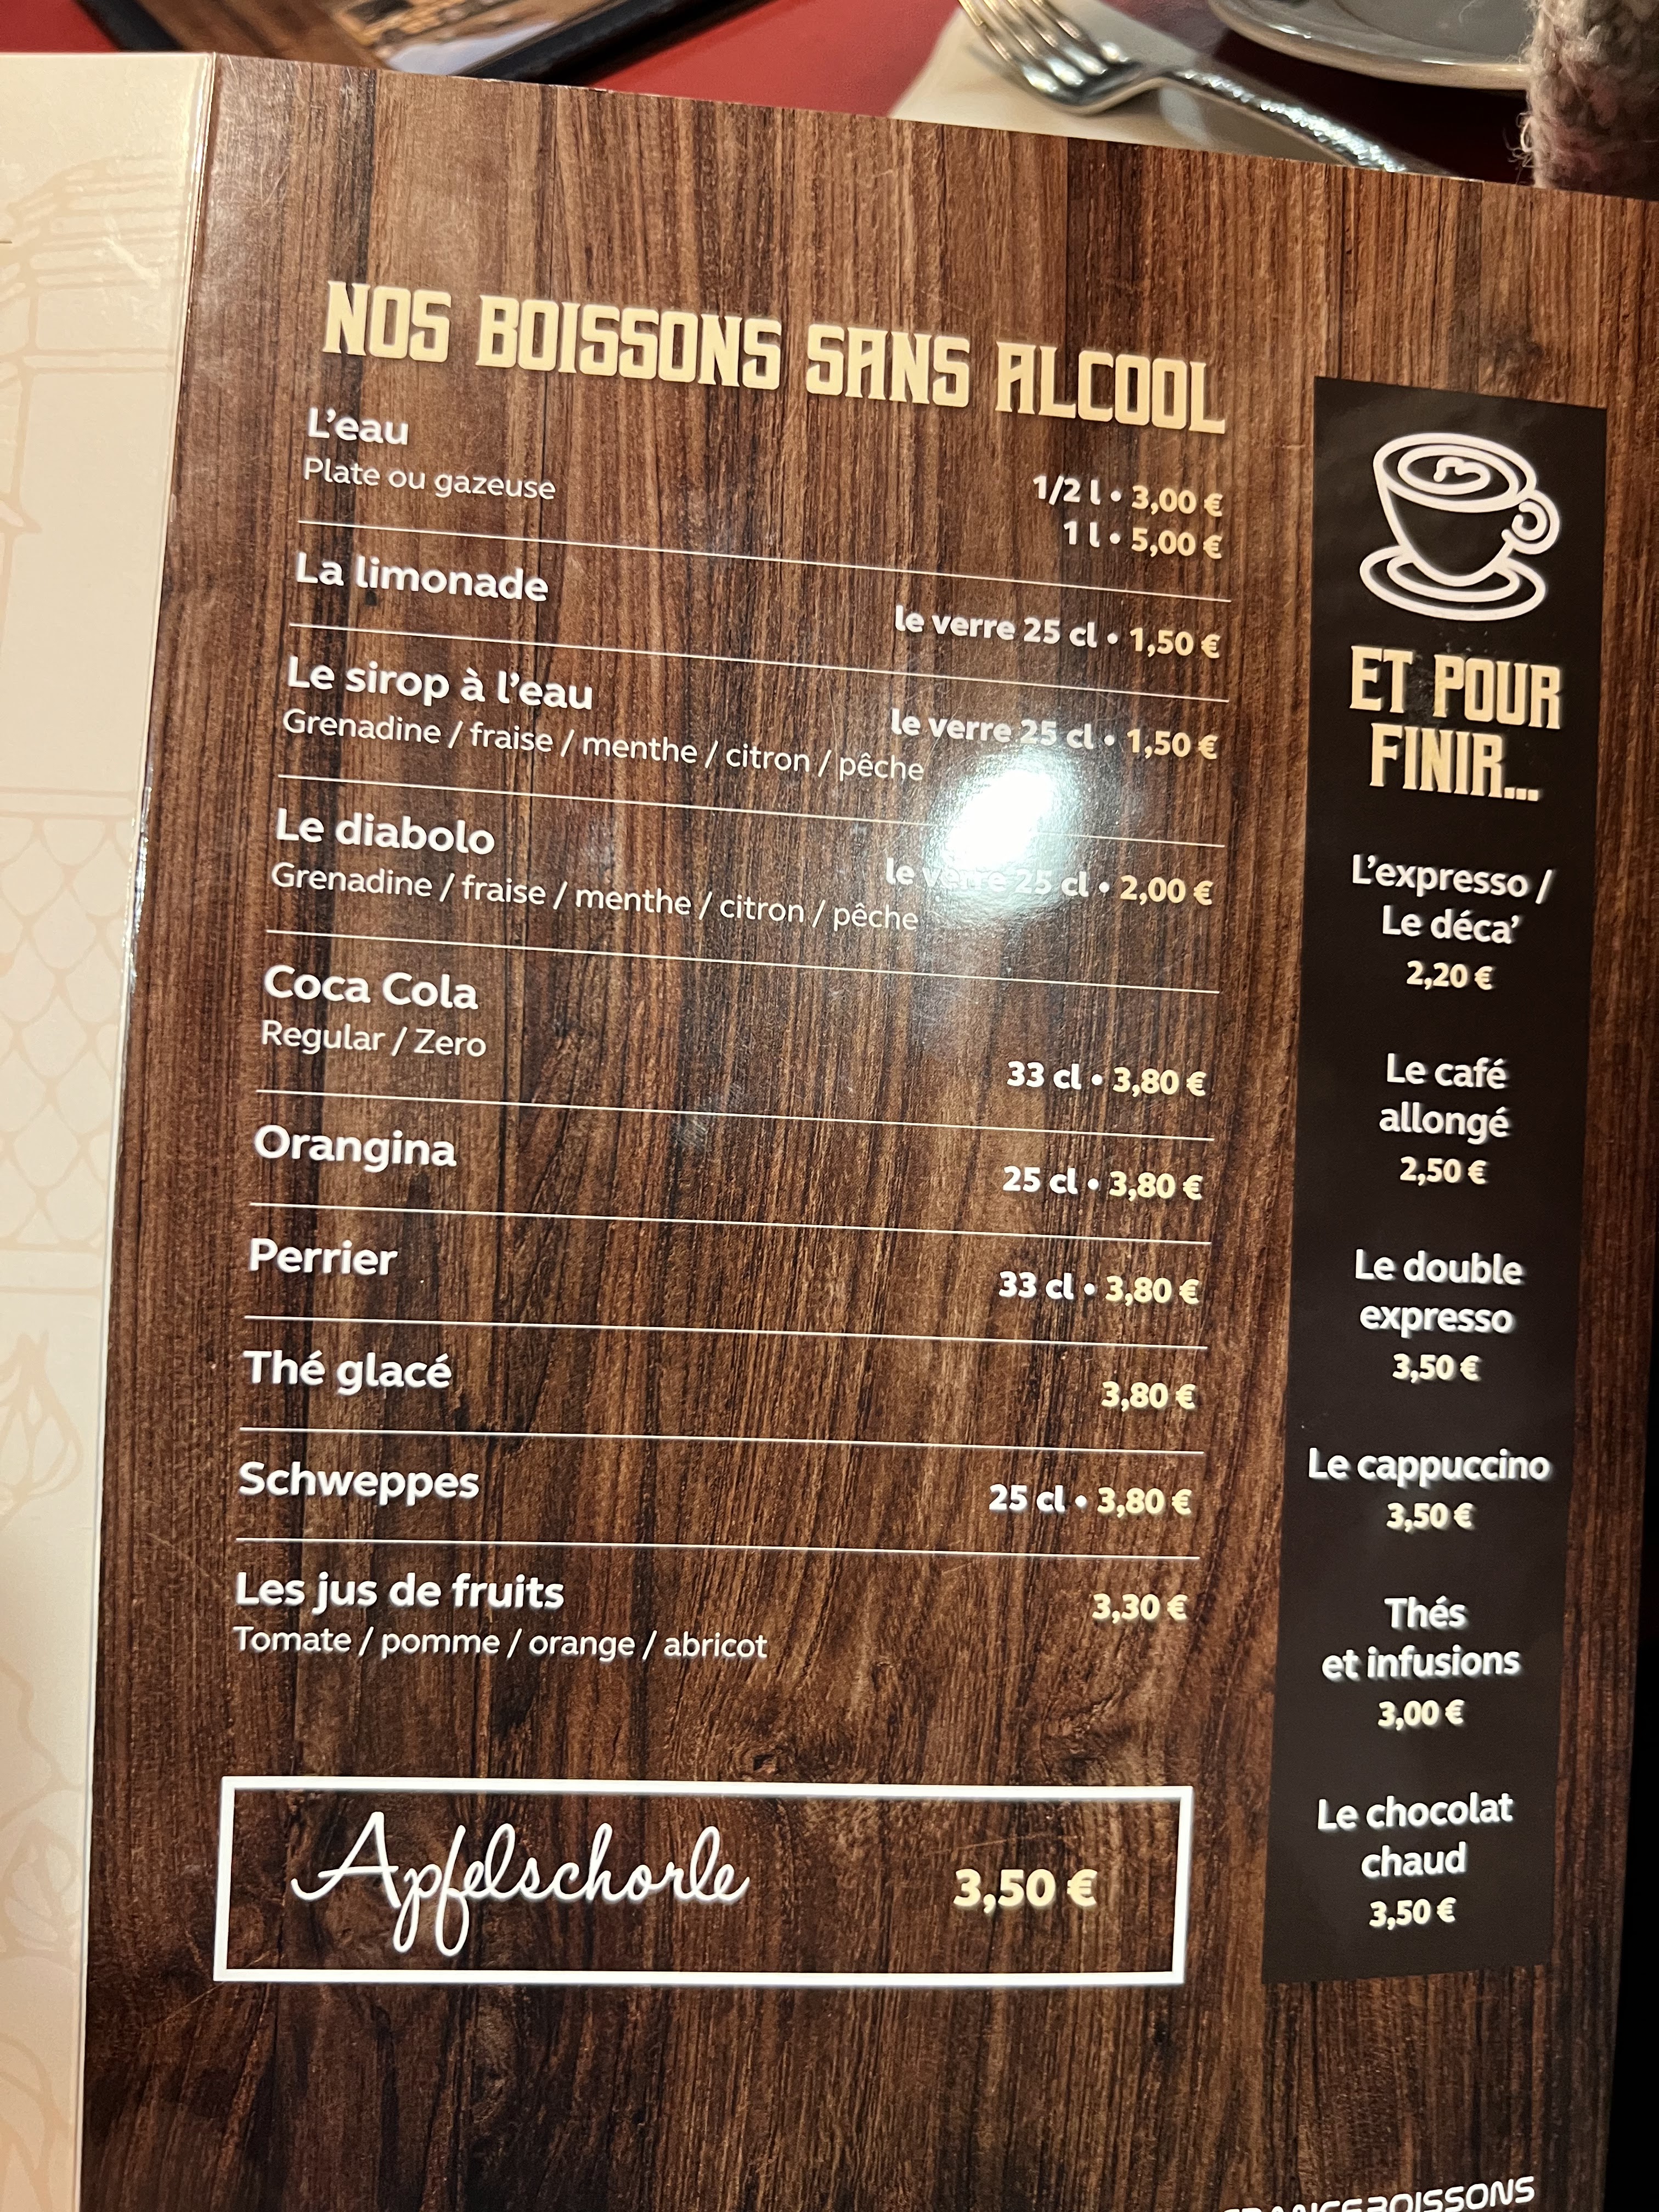 NOS BOISSONS SANS ALCOOL
L'eau
Plate ou gazeuse
1/2 l • 3,00 €
1 l • 5,00 €
La limonade
le verre 25 cl • 1,50 €
Le sirop à l'eau
le verre 25 cl • 1,50 €
Grenadine / fraise / menthe / citron / pêche
Le diabolo
le verre 25 cl • 2,00 €
Grenadine / fraise / menthe / citron / pêche
Coca Cola
Regular / Zero
33 cl • 3,80 €
Orangina
25 cl • 3,80 €
Perrier
33 cl • 3,80 €
Thé glacé
3,80 €
Schweppes
25 cl • 3,80 €
Les jus de fruits
3,30 €
Tomate / pomme / orange / abricot
Apfelschorle
3,50 €
ET POUR
FINIR...
L'expresso /
Le déca'
2,20 €
Le café
allongé
2,50 €
Le double
expresso
3,50 €
Le cappuccino
3,50 €
Thés
et infusions
3,00 €
Le chocolat
chaud
3,50 €